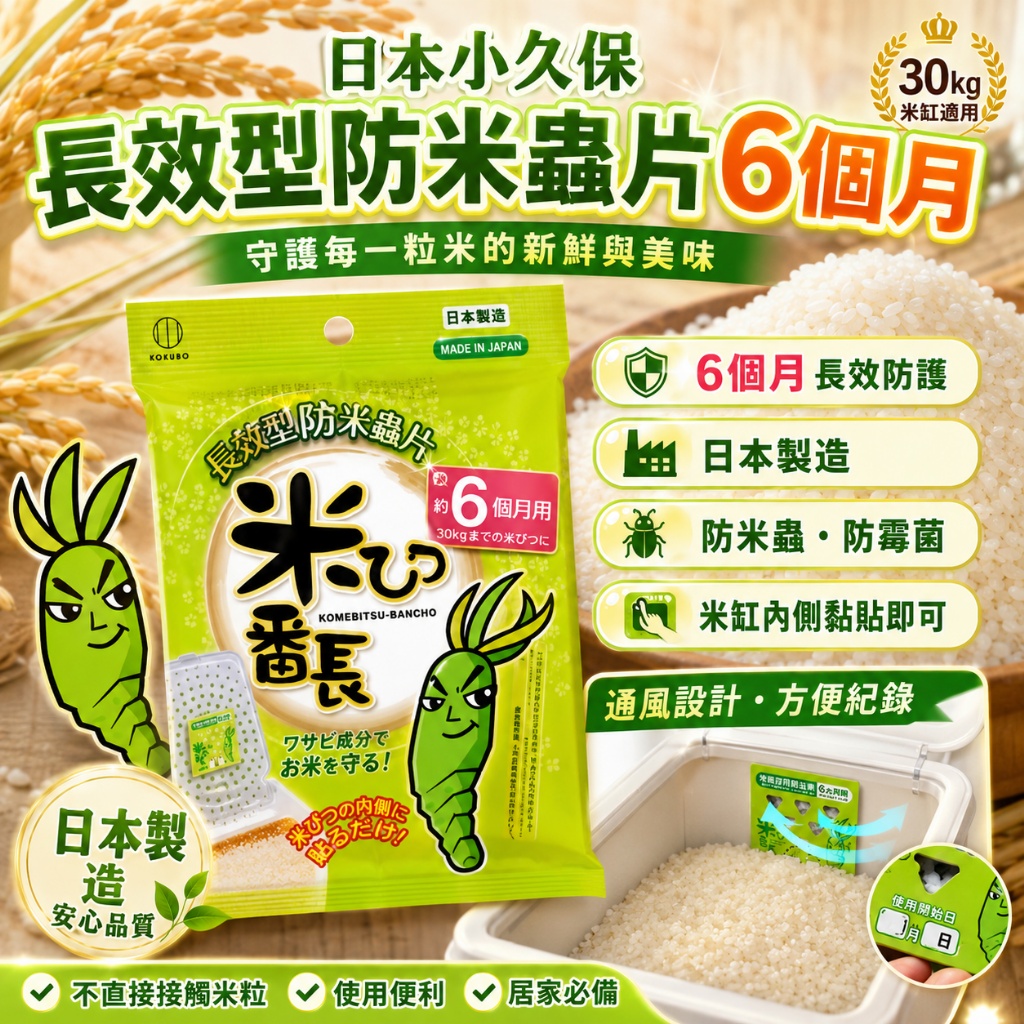 日本小久保
30kg
米缸適用
長效型防米蟲片6個月
守護每一粒米的新鮮與美味
KOKUBO
日本製造
MADE IN JAPAN
長效型防米蟲片
米びつ
番長
KOMEBITSU-BANCHO
約6個月用
30kgまでの米びつに
ワサビ成分で
お米を守る!
米びつの内側に
貼るだけ!
6個月長效防護
日本製造
防米蟲・防霉菌
米缸內側黏貼即可
通風設計・方便紀錄
使用開始日
月 日
日本製
造
安心品質
不直接接觸米粒
使用便利
居家必備